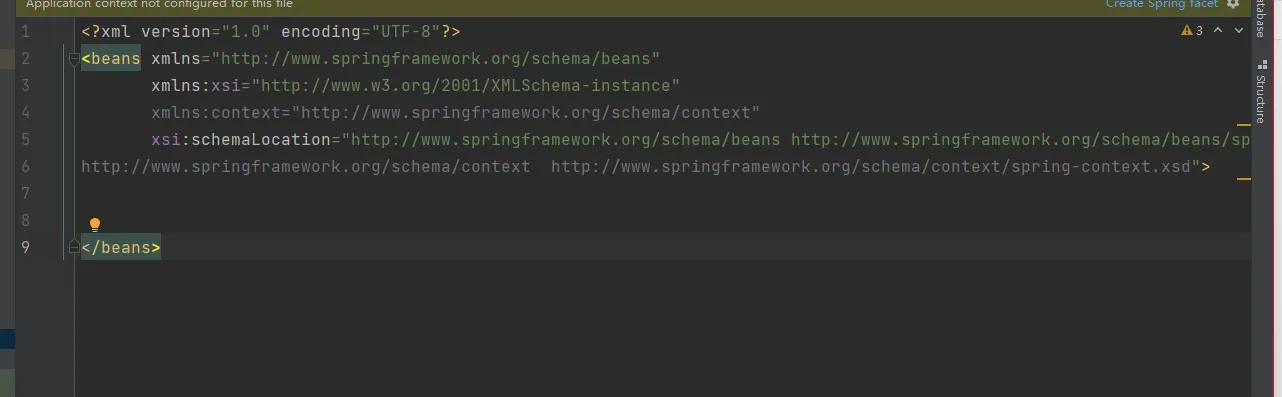 Application context not configured for this file
Create Spring facet
1 <?xml version="1.0" encoding="UTF-8"?>
3
2 <beans xmlns="http://www.springframework.org/schema/beans"
3 xmlns:xsi="http://www.w3.org/2001/XMLSchema-instance"
4 xmlns:context="http://www.springframework.org/schema/context"
5 xsi:schemaLocation="http://www.springframework.org/schema/beans http://www.springframework.org/schema/beans/sp
6 http://www.springframework.org/schema/context  http://www.springframework.org/schema/context/spring-context.xsd">
7
8
9 </beans>
Structure